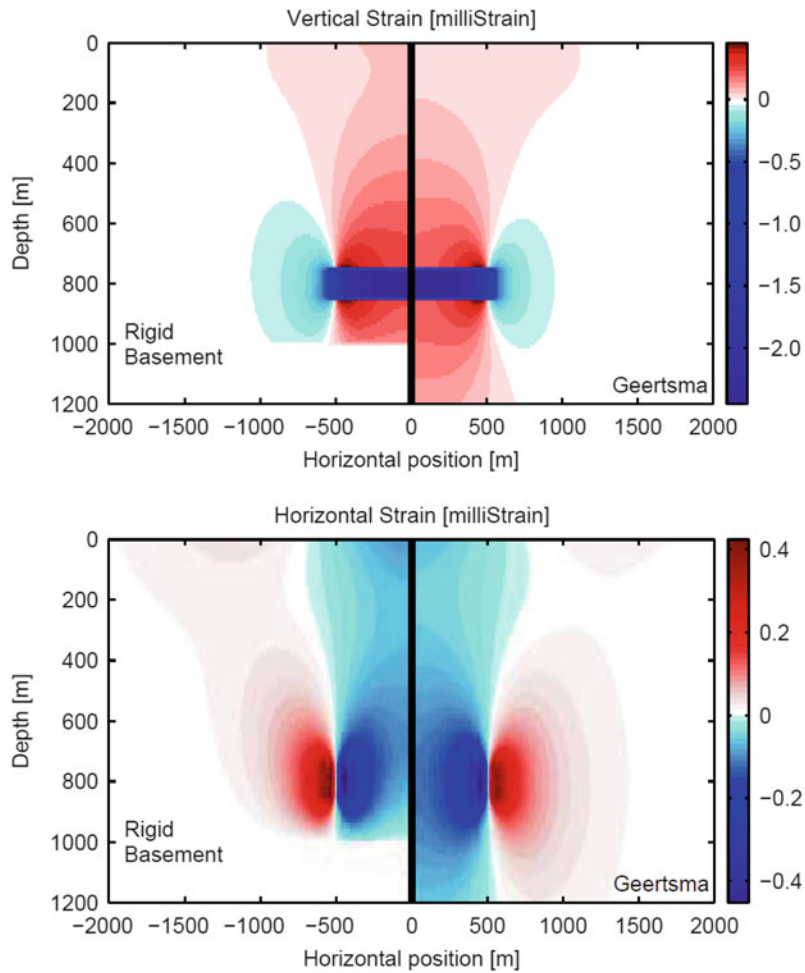 Vertical Strain [milliStrain]
0
200
400
600
800
1000
1200
Depth [m]
Rigid
Basement
Geertsma
−2000 −1500 −1000 −500 0 500 1000 1500 2000
Horizontal position [m]
0
−0.5
−1.0
−1.5
−2.0
Horizontal Strain [milliStrain]
0
200
400
600
800
1000
1200
Depth [m]
Rigid
Basement
Geertsma
−2000 −1500 −1000 −500 0 500 1000 1500 2000
Horizontal position [m]
0.4
0.2
0
−0.2
−0.4